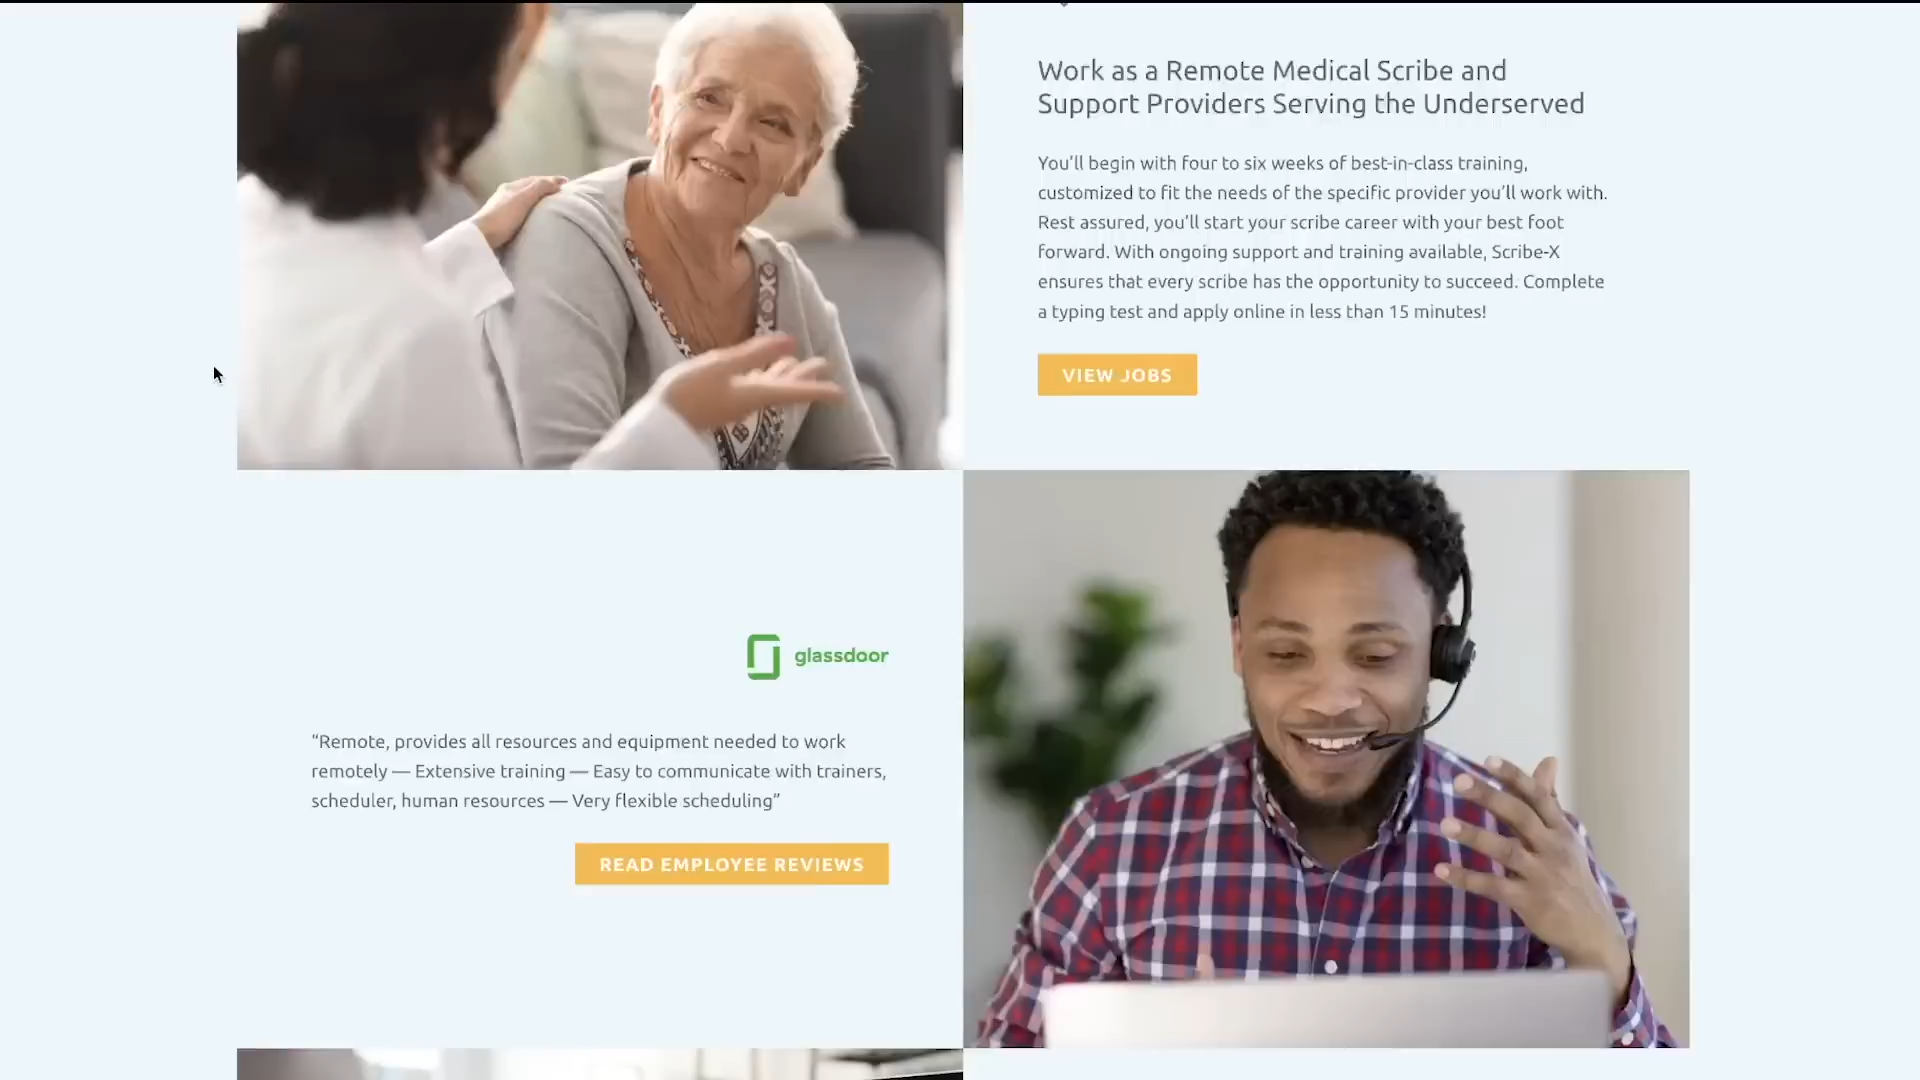 Work as a Remote Medical Scribe and
Support Providers Serving the Underserved
You’ll begin with four to six weeks of best-in-class training,
customized to fit the needs of the specific provider you’ll work with.
Rest assured, you’ll start your scribe career with your best foot
forward. With ongoing support and training available, Scribe-X
ensures that every scribe has the opportunity to succeed. Complete
a typing test and apply online in less than 15 minutes!
VIEW JOBS
glassdoor
“Remote, provides all resources and equipment needed to work
remotely — Extensive training — Easy to communicate with trainers,
scheduler, human resources — Very flexible scheduling”
READ EMPLOYEE REVIEWS